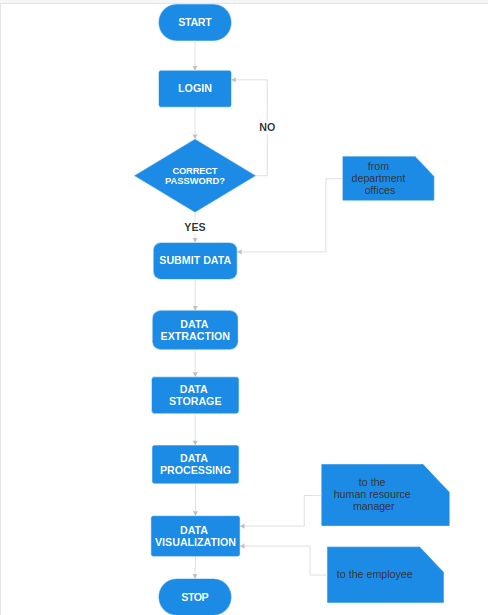 START
LOGIN
NO
CORRECT
PASSWORD?
from
department
offices
YES
SUBMIT DATA
DATA
EXTRACTION
DATA
STORAGE
DATA
PROCESSING
to the
human resource
manager
DATA
VISUALIZATION
to the employee
STOP